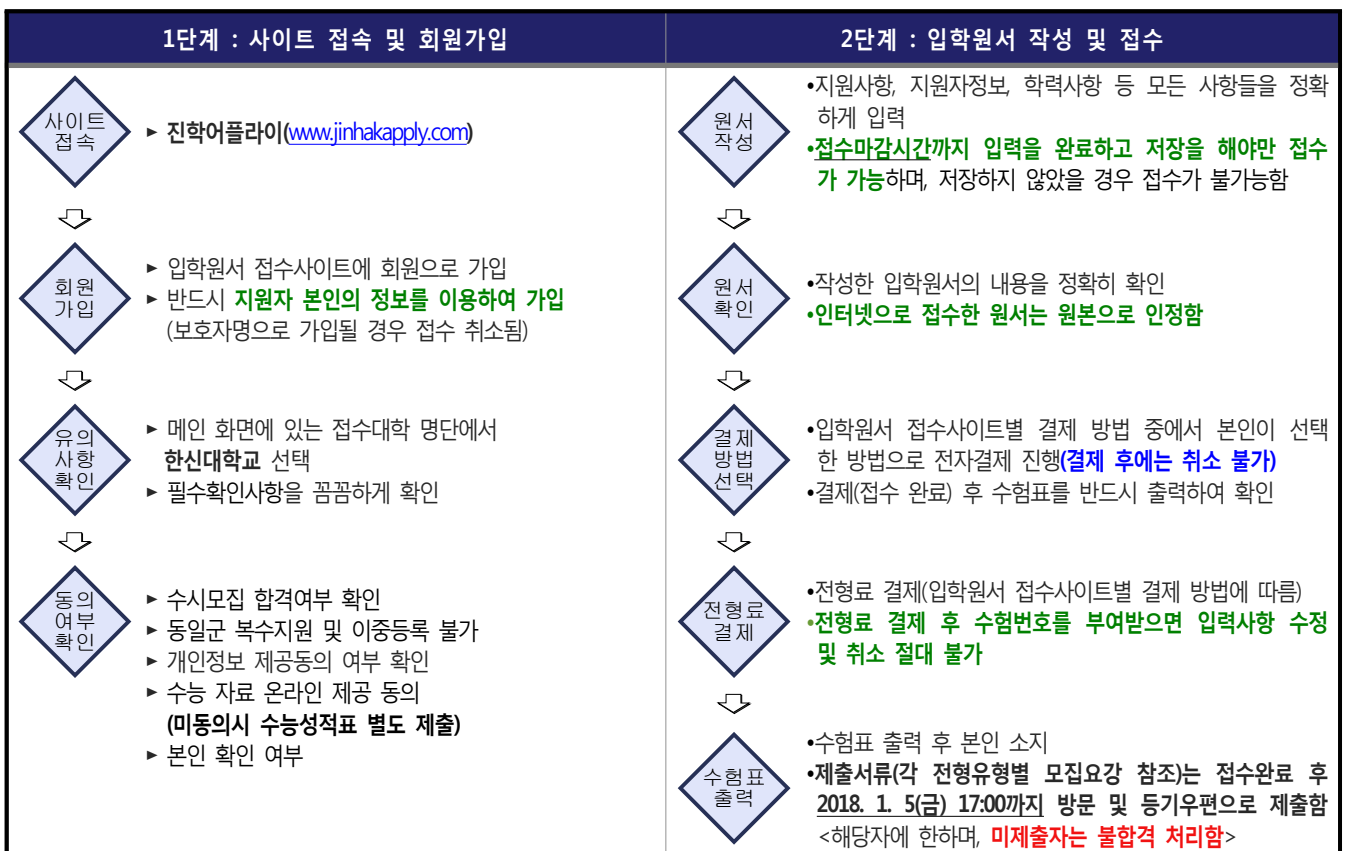 1단계 : 사이트 접속 및 회원가입
사이트
접속
► 진학어플라이(www.jinhakapply.com)
회원
가입
► 입학원서 접수사이트에 회원으로 가입
► 반드시 지원자 본인의 정보를 이용하여 가입
(보호자명으로 가입될 경우 접수 취소됨)
유의
사항
확인
► 메인 화면에 있는 접수대학 명단에서
한신대학교 선택
► 필수확인사항을 꼼꼼하게 확인
동의
여부
확인
► 수시모집 합격여부 확인
► 동일군 복수지원 및 이중등록 불가
► 개인정보 제공동의 여부 확인
► 수능 자료 온라인 제공 동의
(미동의시 수능성적표 별도 제출)
► 본인 확인 여부
2단계 : 입학원서 작성 및 접수
원서
작성
•지원사항, 지원자정보, 학력사항 등 모든 사항들을 정확
하게 입력
•접수마감시간까지 입력을 완료하고 저장을 해야만 접수
가 가능하며, 저장하지 않았을 경우 접수가 불가능함
원서
확인
•작성한 입학원서의 내용을 정확히 확인
•인터넷으로 접수한 원서는 원본으로 인정함
결제
방법
선택
•입학원서 접수사이트별 결제 방법 중에서 본인이 선택
한 방법으로 전자결제 진행(결제 후에는 취소 불가)
•결제(접수 완료) 후 수험표를 반드시 출력하여 확인
전형료
결제
•전형료 결제(입학원서 접수사이트별 결제 방법에 따름)
•전형료 결제 후 수험번호를 부여받으면 입력사항 수정
및 취소 절대 불가
수험표
출력
•수험표 출력 후 본인 소지
•제출서류(각 전형유형별 모집요강 참조)는 접수완료 후
2018. 1. 5(금) 17:00까지 방문 및 등기우편으로 제출함
<해당자에 한하며, 미제출자는 불합격 처리함>